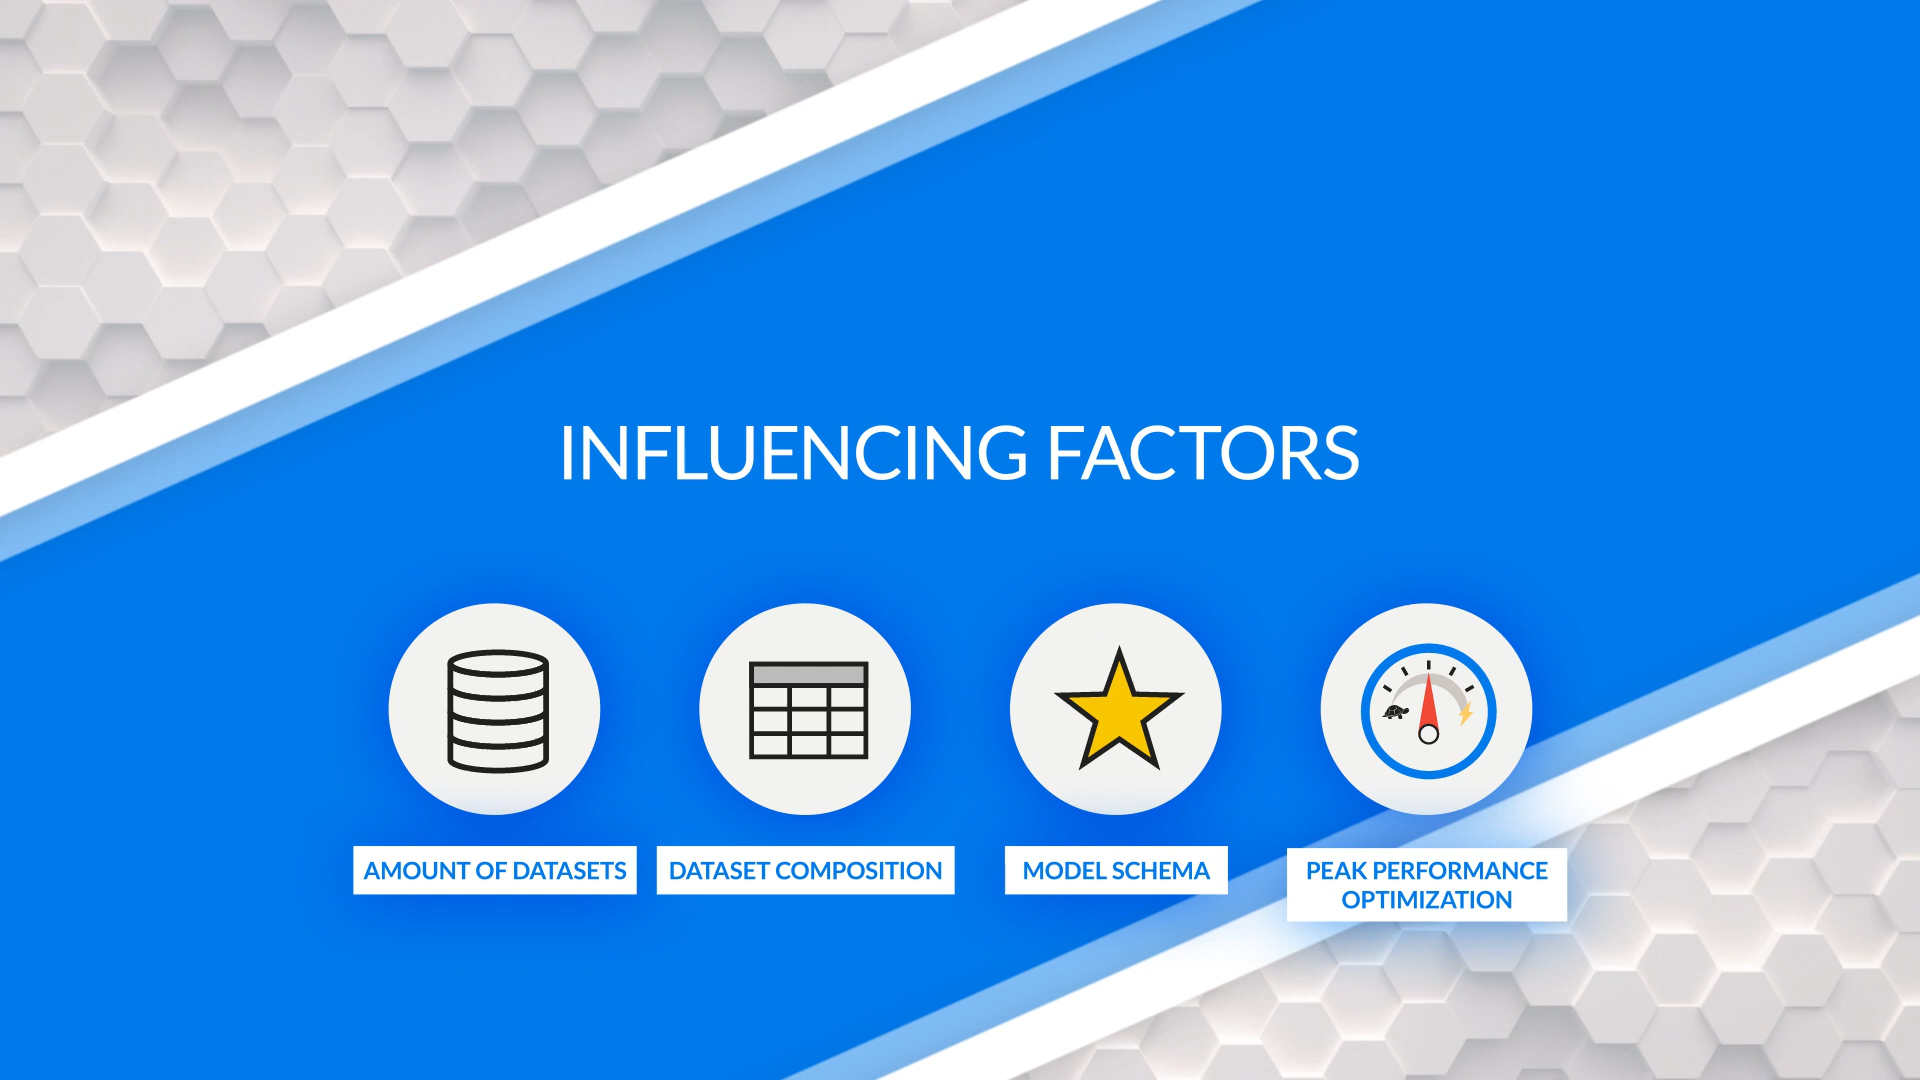 INFLUENCING FACTORS
AMOUNT OF DATASETS
DATASET COMPOSITION
MODEL SCHEMA
PEAK PERFORMANCE
OPTIMIZATION